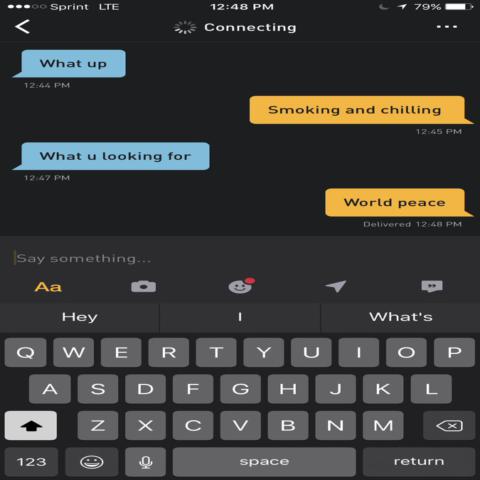 Sprint LTE 12:48 PM 79%
Connecting
What up
12:44 PM
Smoking and chilling
12:45 PM
What u looking for
12:47 PM
World peace
Delivered 12:48 PM
Say something...
Aa
Hey I What's
Q W E R T Y U I O P
A S D F G H J K L
Z X C V B N M
123 space return